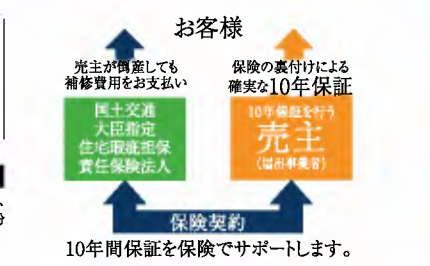 お客様
売主が倒産しても
補修費用をお支払い
保険の裏付けによる
確実な10年保証
国土交通
大臣指定
住宅瑕疵担保
責任保険法人
10年保証を行う
売主
(届出事業者)
保険契約
10年間保証を保険でサポートします。